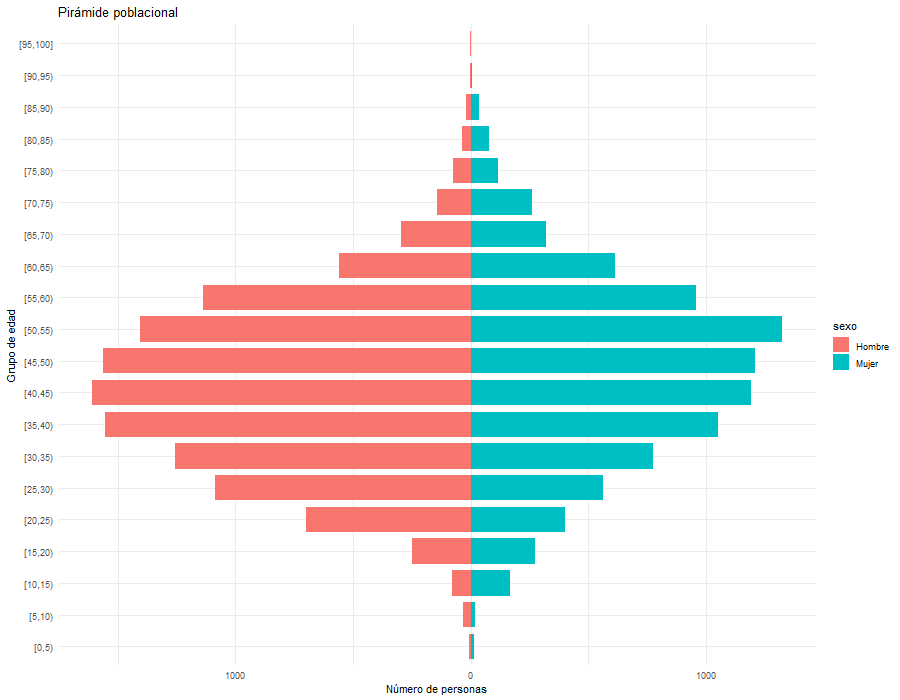 Pirámide poblacional
Grupo de edad
[95,100]
[90,95)
[85,90)
[80,85)
[75,80)
[70,75)
[65,70)
[60,65)
[55,60)
[50,55)
[45,50)
[40,45)
[35,40)
[30,35)
[25,30)
[20,25)
[15,20)
[10,15)
[5,10)
[0,5)
1000 0 1000
Número de personas
sexo
Hombre
Mujer